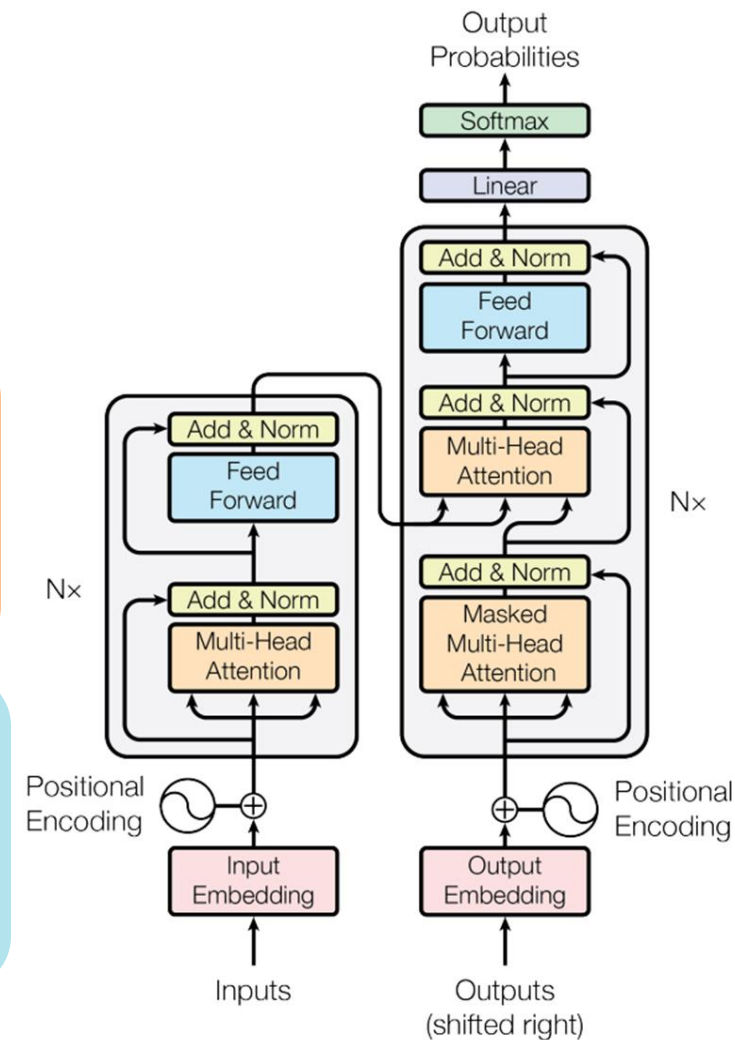 Output
Probabilities
Softmax
Linear
Add & Norm
Feed
Forward
Add & Norm
Multi-Head
Attention
Nx
Add & Norm
Masked
Multi-Head
Attention
Add & Norm
Feed
Forward
Nx
Add & Norm
Multi-Head
Attention
Positional
Encoding
Positional
Encoding
Input
Embedding
Output
Embedding
Inputs
Outputs
(shifted right)